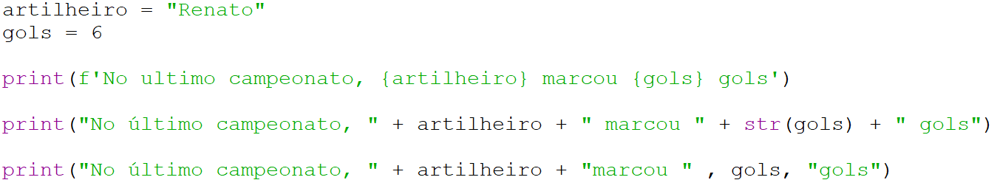 artilheiro = "Renato"
gols = 6
print(f'No ultimo campeonato, {artilheiro} marcou {gols} gols')
print("No último campeonato, " + artilheiro + " marcou " + str(gols) + " gols")
print("No último campeonato, " + artilheiro + "marcou " , gols, "gols")